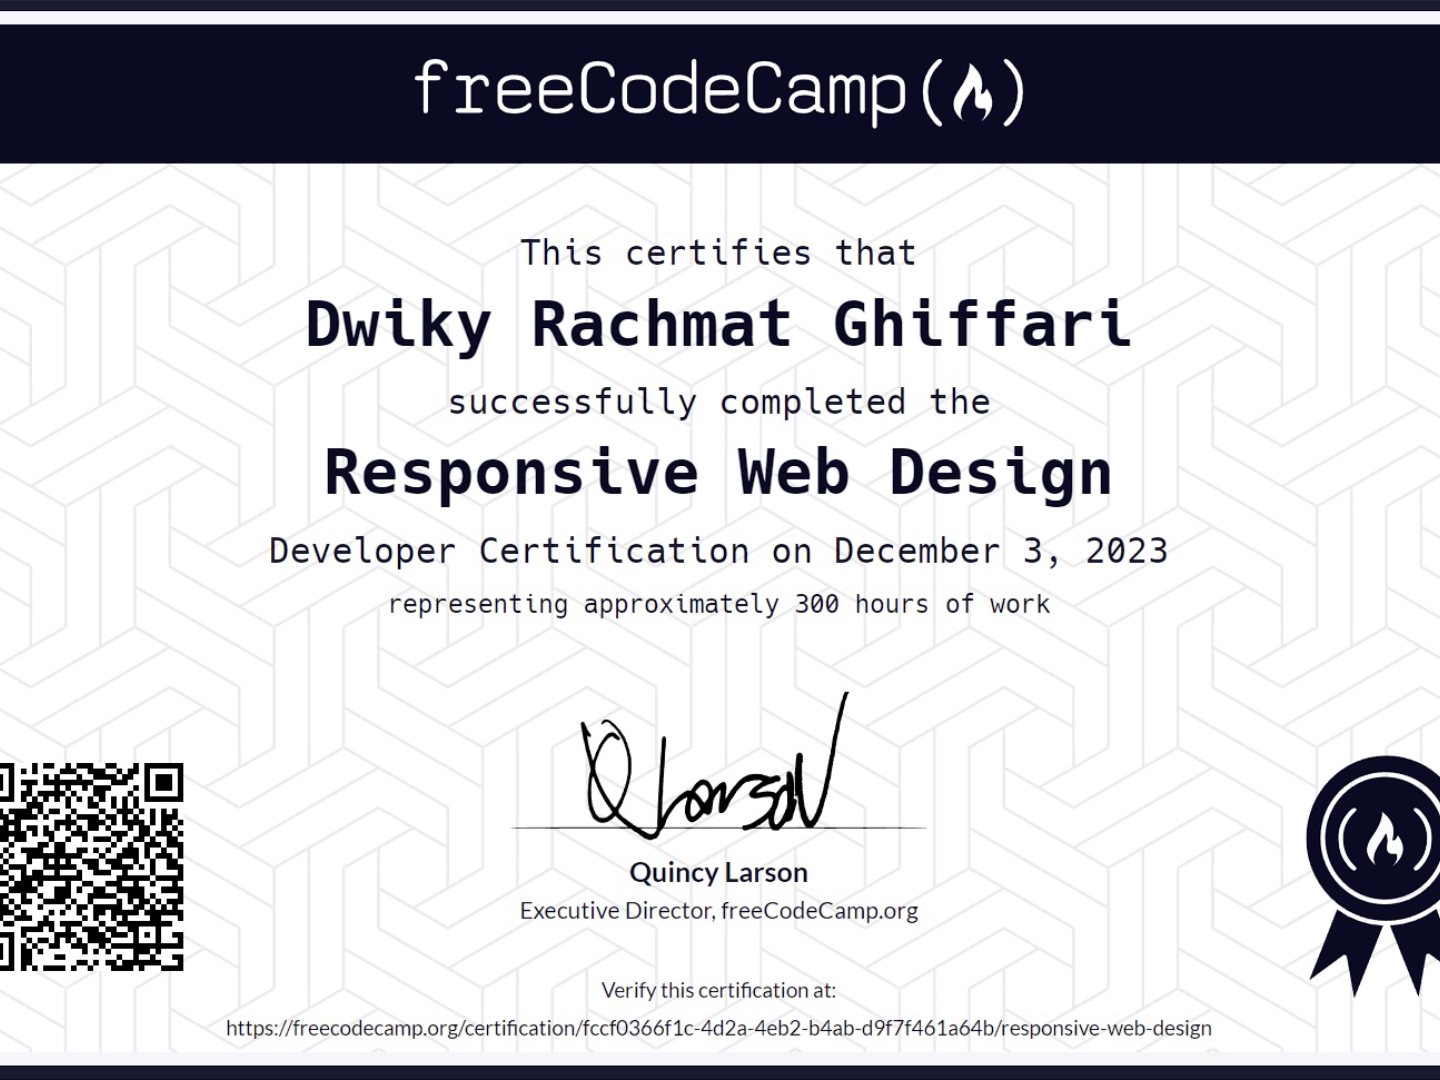 freeCodeCamp
This certifies that
Dwiky Rachmat Ghiffari
successfully completed the
Responsive Web Design
Developer Certification on December 3, 2023
representing approximately 300 hours of work
Q Larson
Quincy Larson
Executive Director, freeCodeCamp.org
Verify this certification at:
https://freecodecamp.org/certification/fccf0366f1c-4d2a-4eb2-b4ab-d9f7f461a64b/responsive-web-design